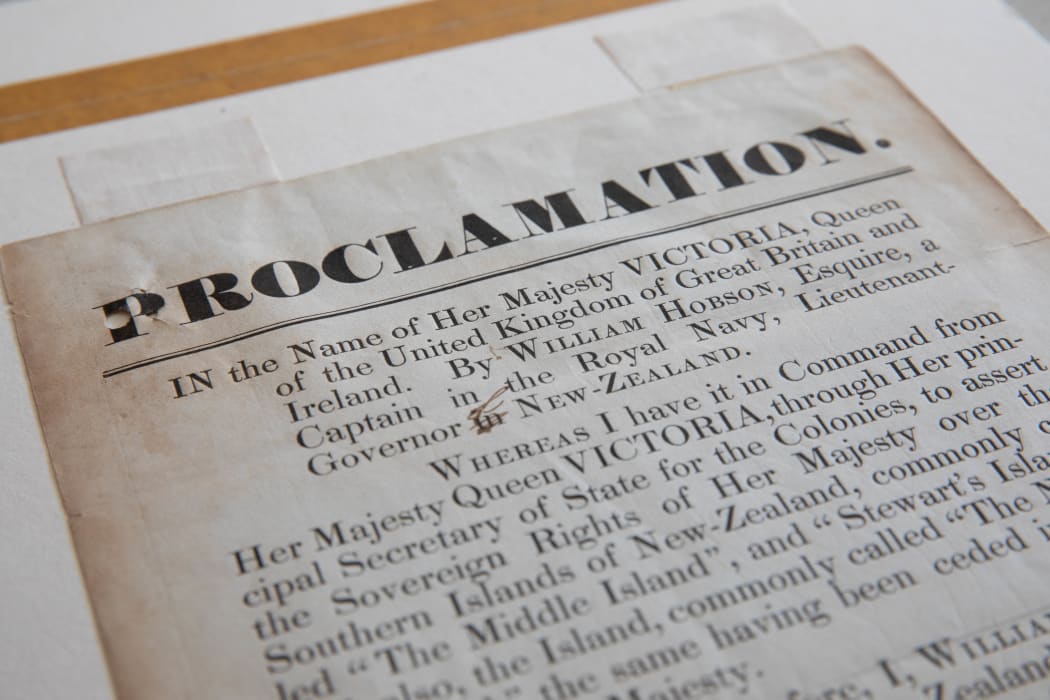 PROCLAMATION.
IN the Name of Her Majesty VICTORIA, Queen
of the United Kingdom of Great Britain and
Ireland. By WILLIAM HOBSON, Esquire, a
Captain in the Royal Navy, Lieutenant-
Governor in NEW-ZEALAND.
WHEREAS I have it in Command from
Her Majesty Queen VICTORIA, through Her prin-
cipal Secretary of State for the Colonies, to assert
the Sovereign Rights of Her Majesty over
Southern Islands of New-Zealand, commonly
led "The Middle Island", and "Stewart's
also, the Island, commonly called "The
the same having been ceded
Majesty.
I, WILLIAM
Zealand